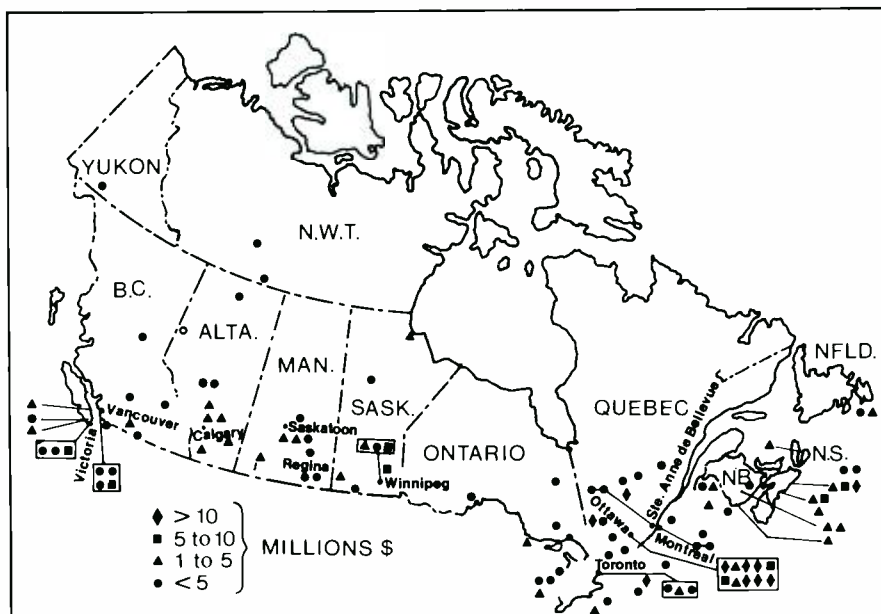 YUKON
N.W.T.
B.C.
ALTA.
MAN.
SASK.
ONTARIO
QUEBEC
NFLD.
N.S.
NB
Vancouver
Victoria
Calgary
Saskatoon
Regina
Winnipeg
Ottawa
Ste. Anne de Bellevue
Montreal
Toronto
> 10
5 to 10
1 to 5
< 5
MILLIONS $